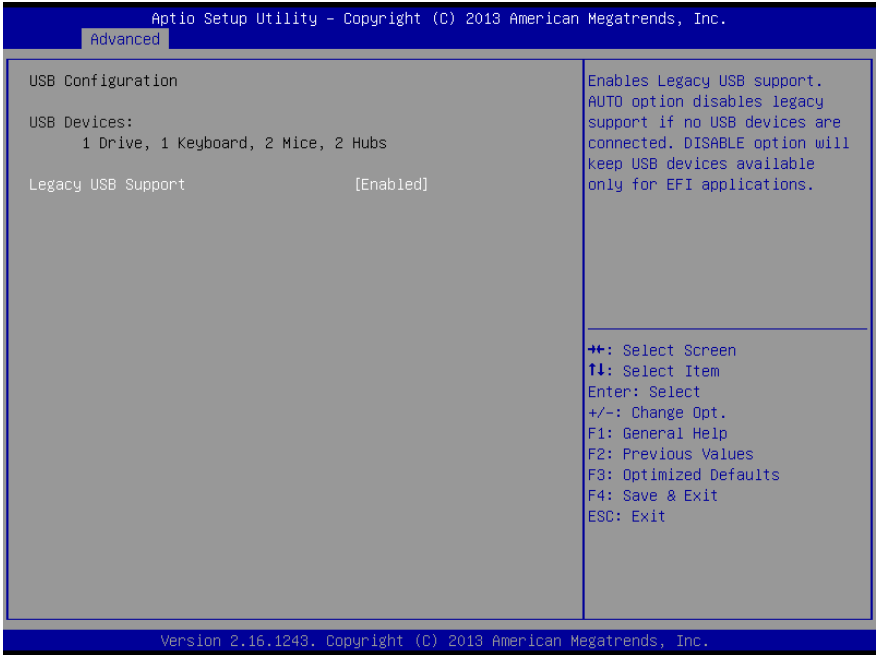 Aptio Setup Utility – Copyright (C) 2013 American Megatrends, Inc.
Advanced
USB Configuration
USB Devices:
1 Drive, 1 Keyboard, 2 Mice, 2 Hubs
Legacy USB Support [Enabled]
Enables Legacy USB support.
AUTO option disables legacy
support if no USB devices are
connected. DISABLE option will
keep USB devices available
only for EFI applications.
→←: Select Screen
↑↓: Select Item
Enter: Select
+/-: Change Opt.
F1: General Help
F2: Previous Values
F3: Optimized Defaults
F4: Save & Exit
ESC: Exit
Version 2.16.1243. Copyright (C) 2013 American Megatrends, Inc.